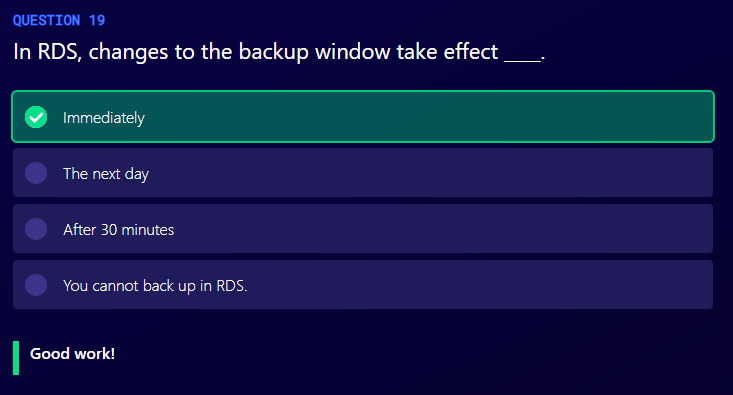 QUESTION 19
In RDS, changes to the backup window take effect ____.
Immediately
The next day
After 30 minutes
You cannot back up in RDS.
Good work!